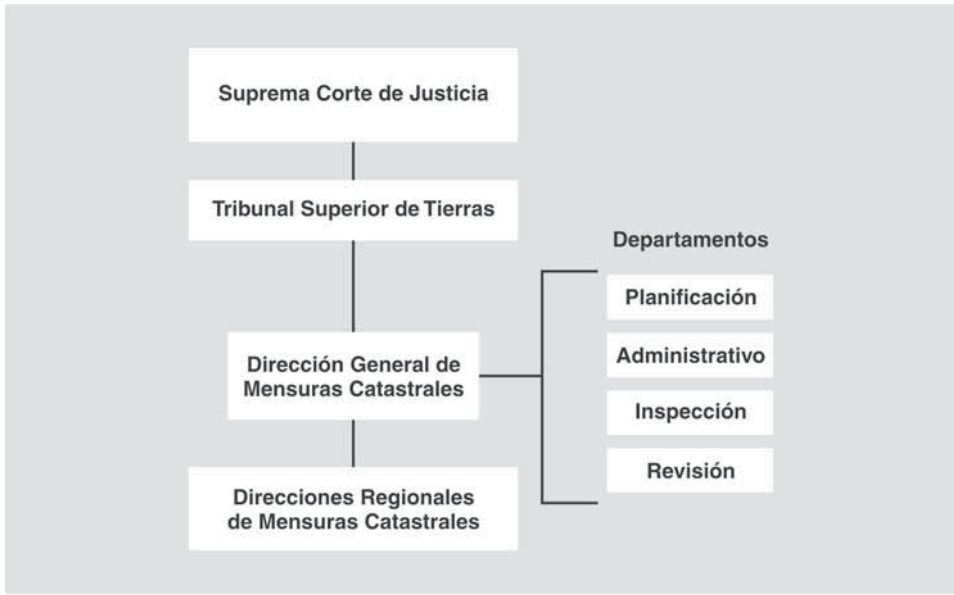 Suprema Corte de Justicia
Tribunal Superior de Tierras
Departamentos
Planificación
Administrativo
Inspección
Revisión
Dirección General de
Mensuras Catastrales
Direcciones Regionales
de Mensuras Catastrales